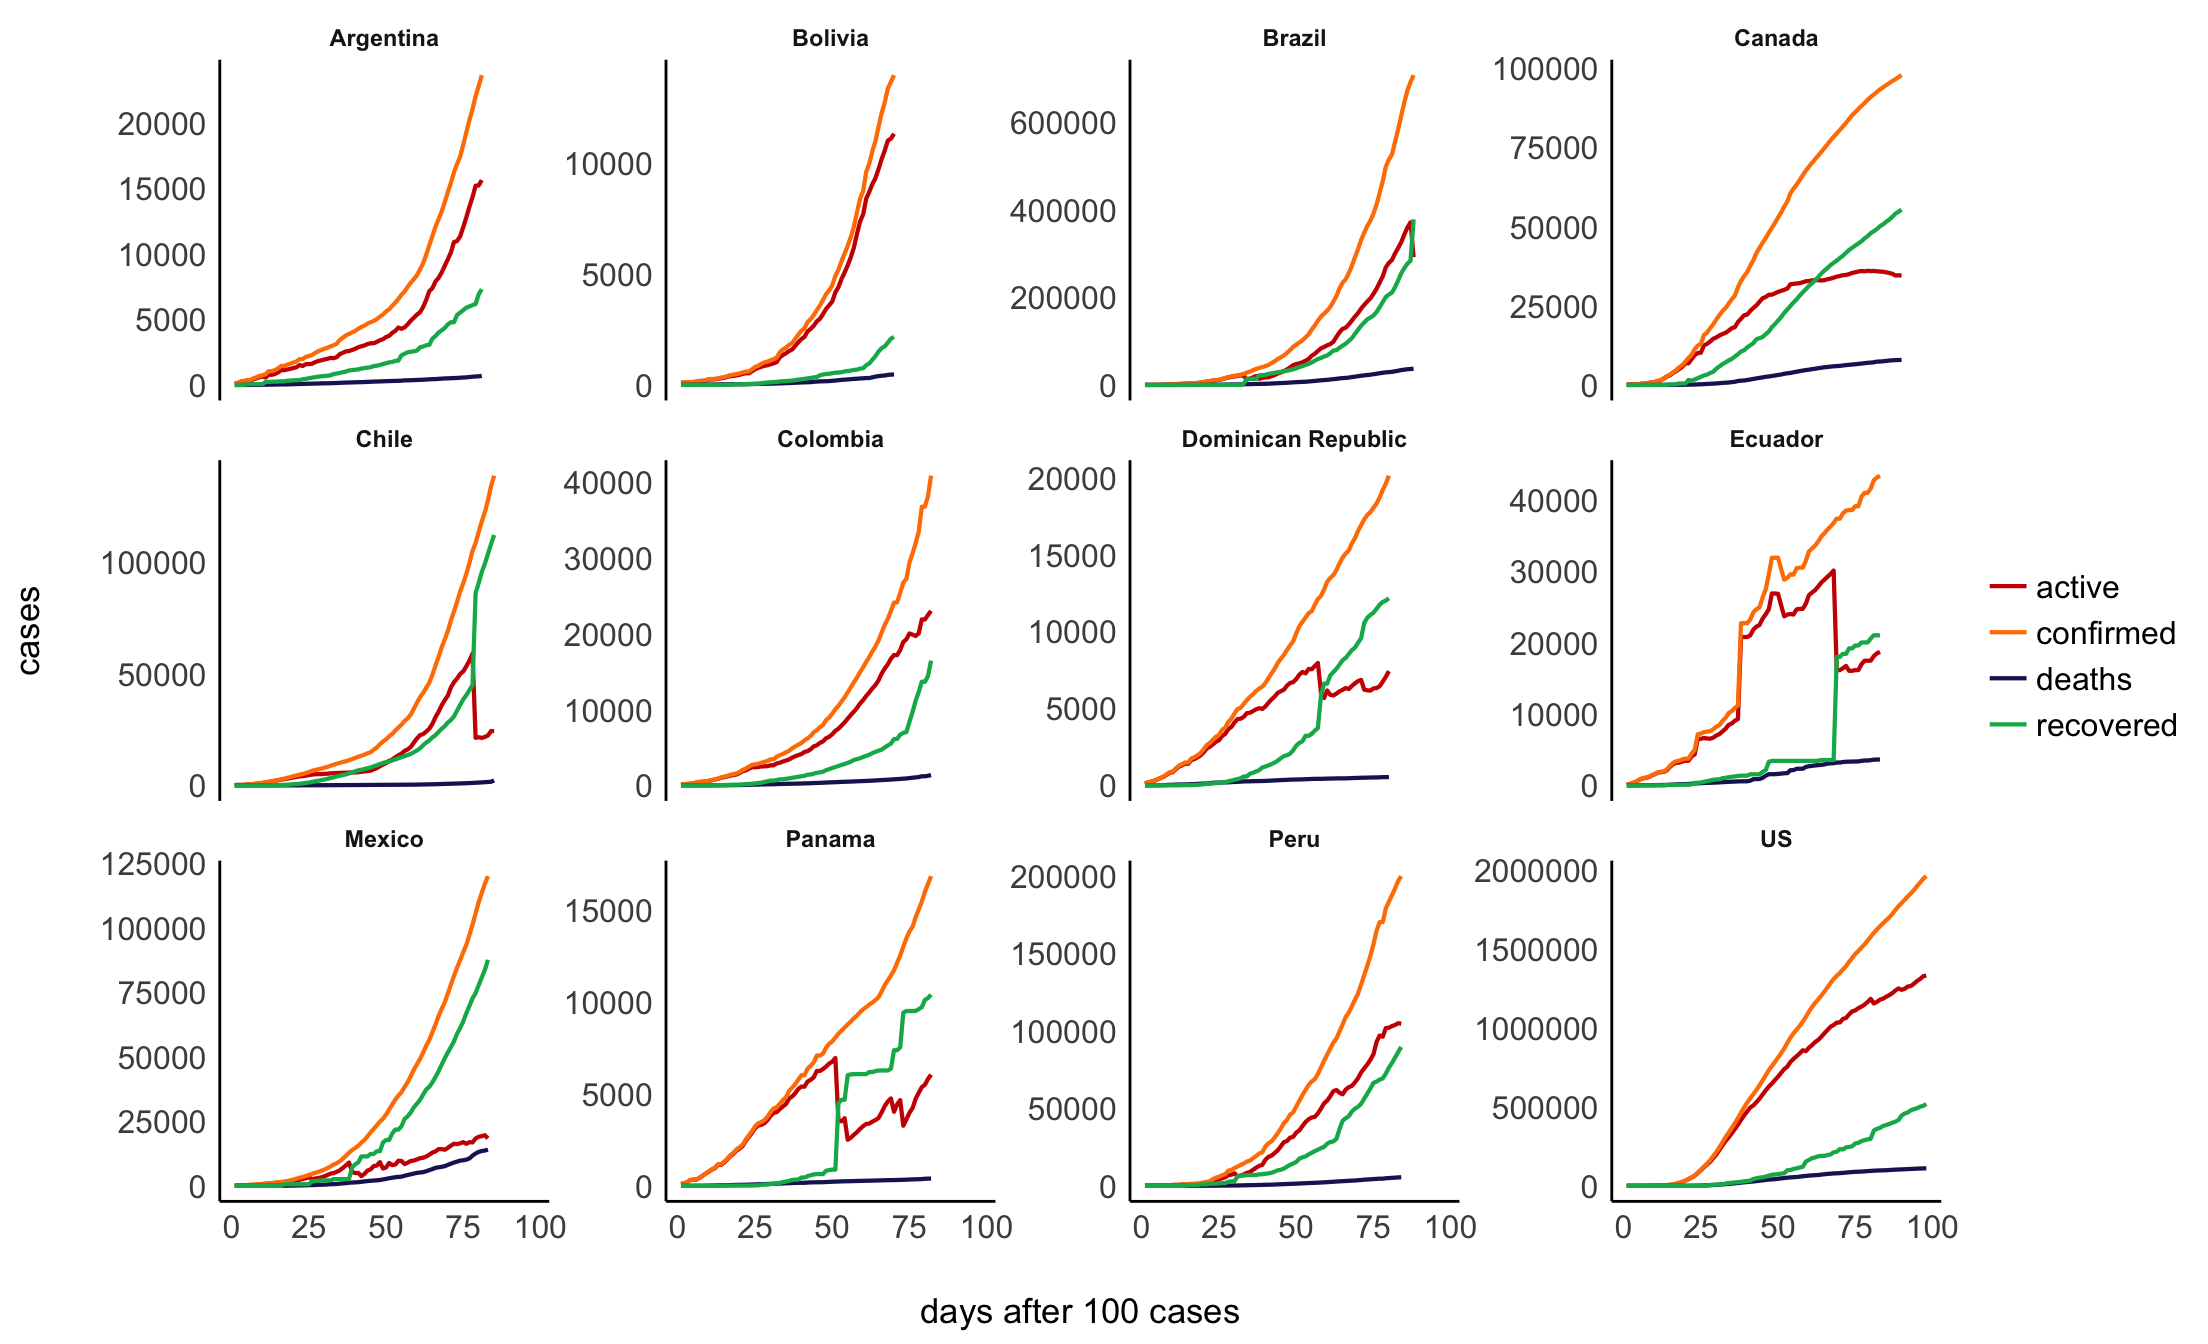 Argentina
Bolivia
Brazil
Canada
20000
15000
10000
5000
0
10000
5000
0
600000
400000
200000
0
100000
75000
50000
25000
0
Chile
Colombia
Dominican Republic
Ecuador
100000
50000
0
40000
30000
20000
10000
0
20000
15000
10000
5000
0
40000
30000
20000
10000
0
cases
active
confirmed
deaths
recovered
Mexico
Panama
Peru
US
125000
100000
75000
50000
25000
0
15000
10000
5000
0
200000
150000
100000
50000
0
2000000
1500000
1000000
500000
0
0 25 50 75 100
0 25 50 75 100
0 25 50 75 100
0 25 50 75 100
days after 100 cases